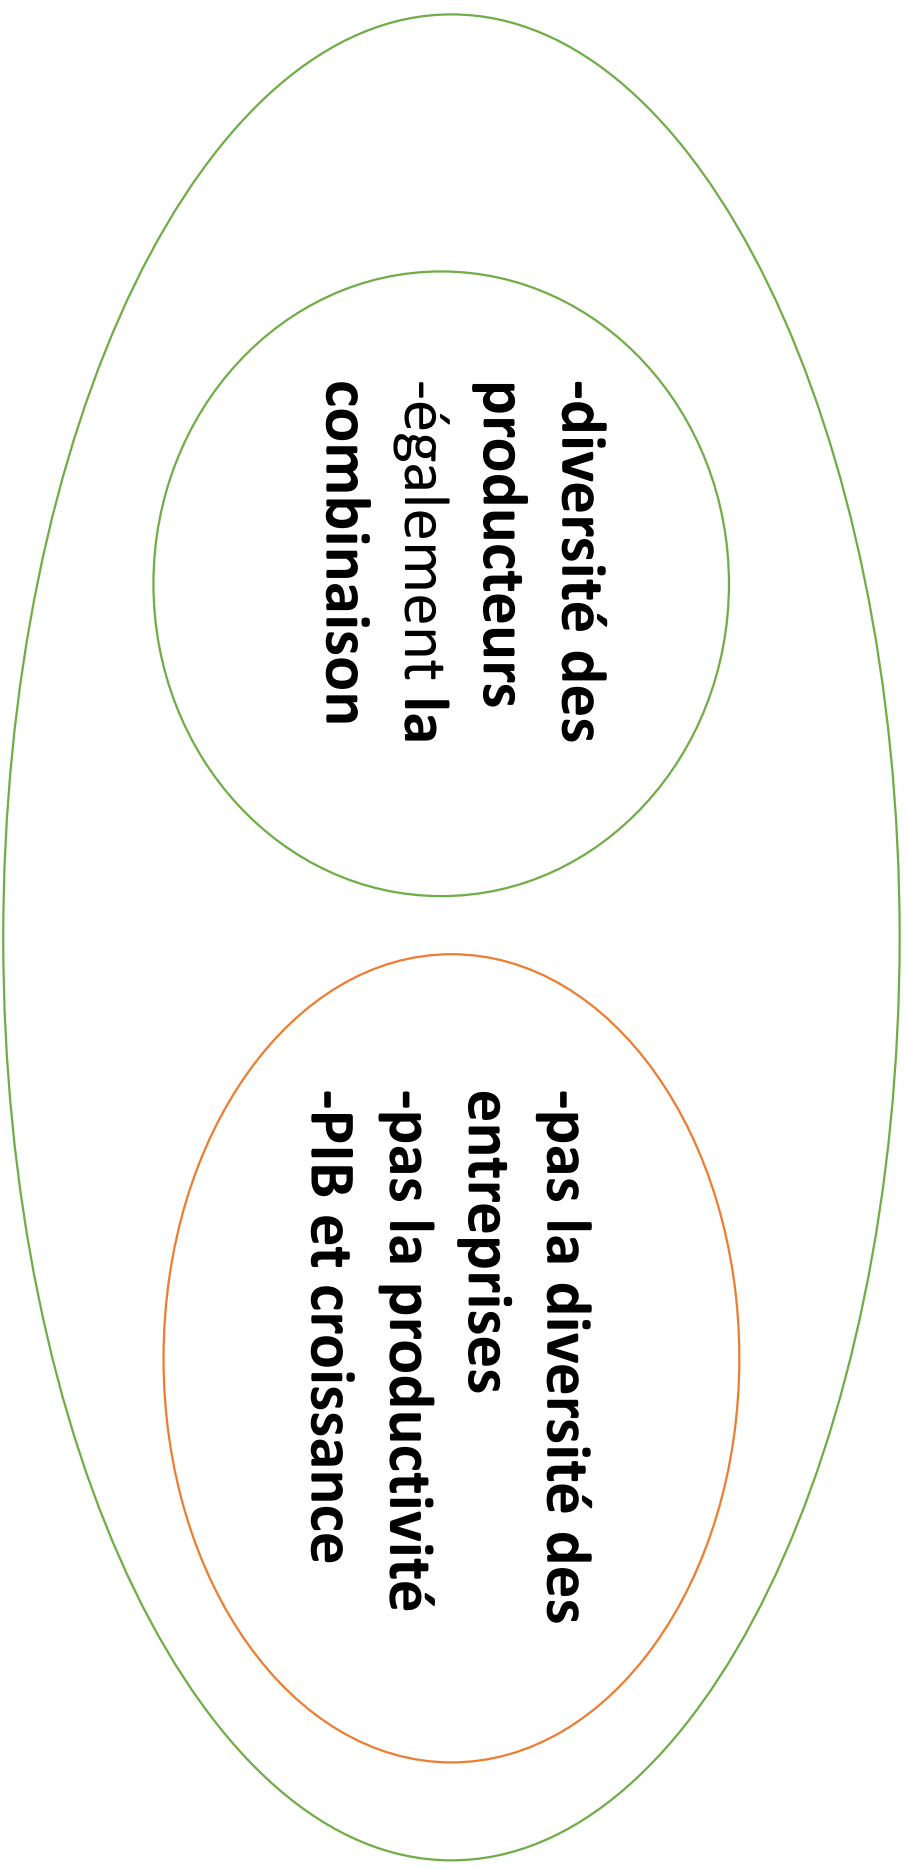 -diversité des
producteurs
-également la
combinaison
-pas la diversité des
entreprises
-pas la productivité
-PIB et croissance